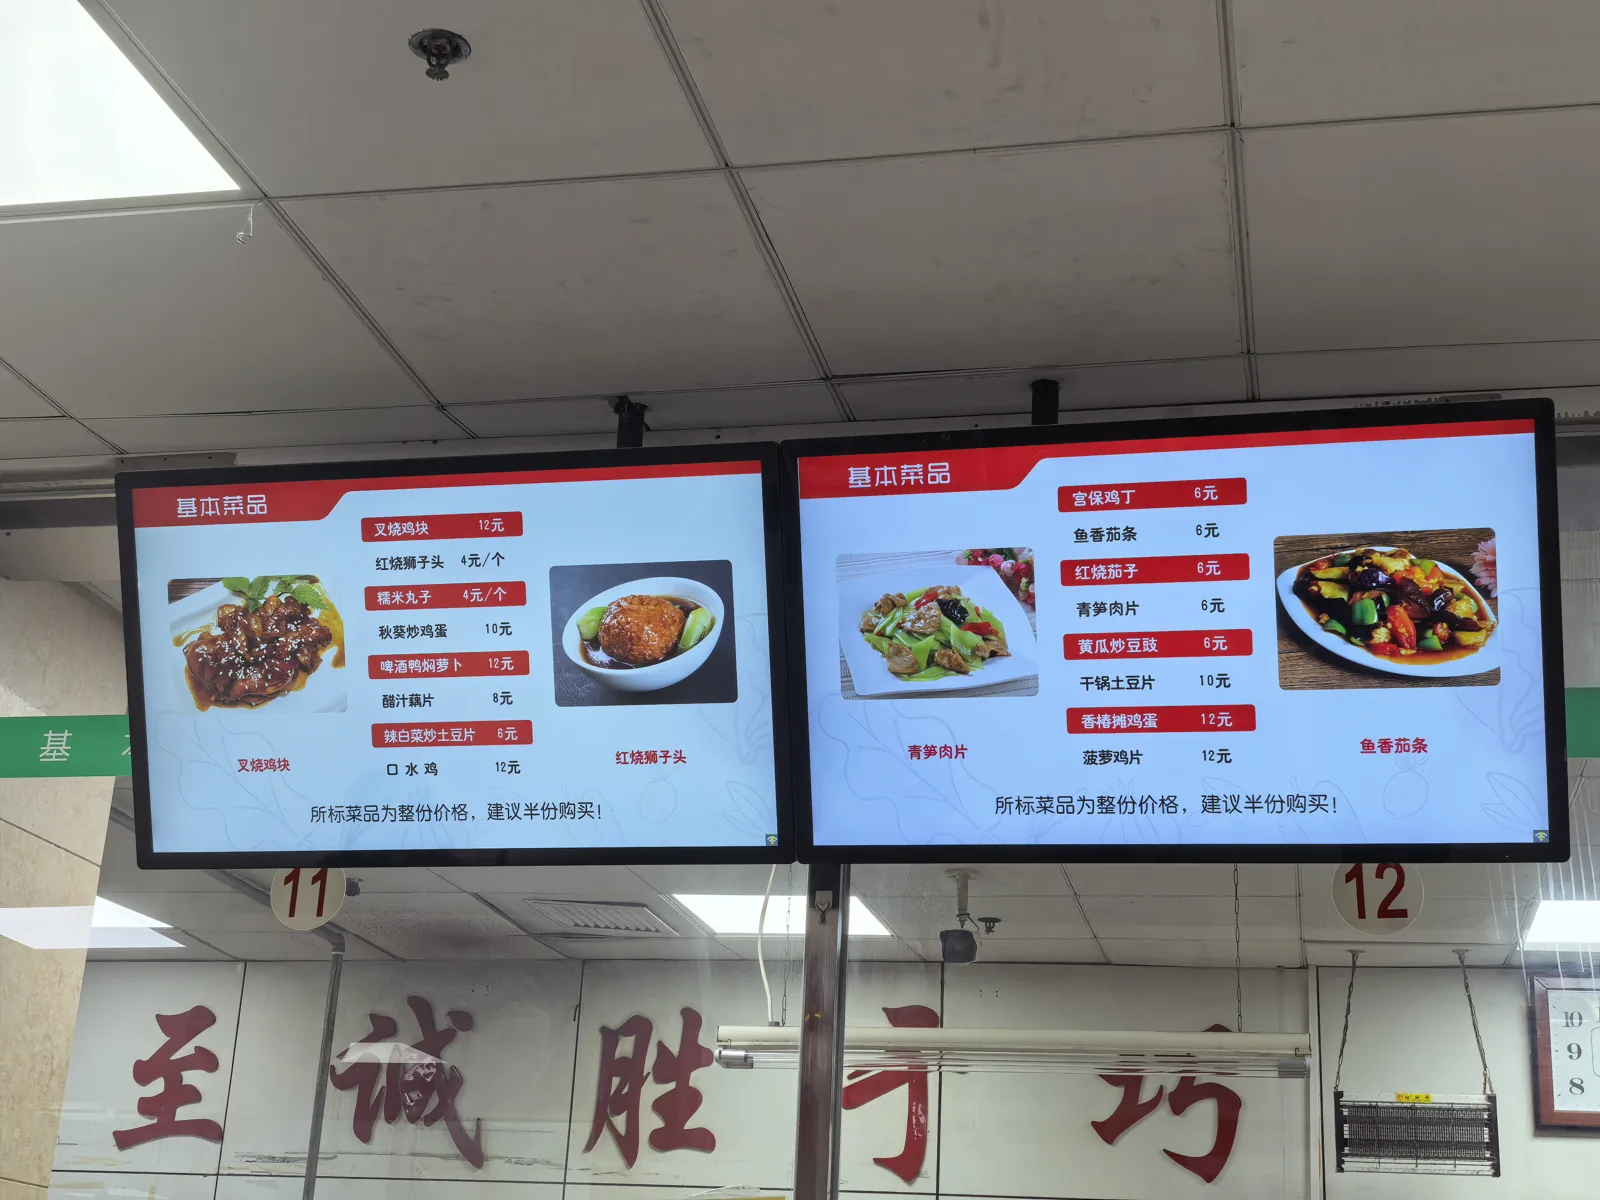 基本菜品
叉烧鸡块 12元
红烧狮子头 4元/个
糯米丸子 4元/个
秋葵炒鸡蛋 10元
啤酒鸭焖萝卜 12元
醋汁藕片 8元
辣白菜炒土豆片 6元
口水鸡 12元
叉烧鸡块
红烧狮子头
所标菜品为整份价格，建议半份购买！
基本菜品
宫保鸡丁 6元
鱼香茄条 6元
红烧茄子 6元
青笋肉片 6元
黄瓜炒豆豉 6元
干锅土豆片 10元
香椿摊鸡蛋 12元
菠萝鸡片 12元
青笋肉片
鱼香茄条
所标菜品为整份价格，建议半份购买！
基
11
12
至诚胜于巧
10
9
8